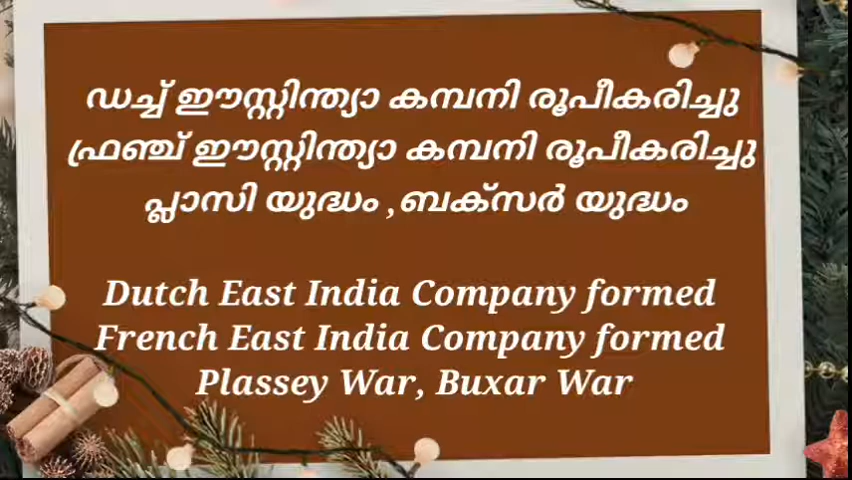 ഡച്ച് ഈസ്റ്റിന്ത്യാ കമ്പനി രൂപീകരിച്ചു
ഫ്രഞ്ച് ഈസ്റ്റിന്ത്യാ കമ്പനി രൂപീകരിച്ചു
പ്ലാസി യുദ്ധം ,ബക്സർ യുദ്ധം
Dutch East India Company formed
French East India Company formed
Plassey War, Buxar War